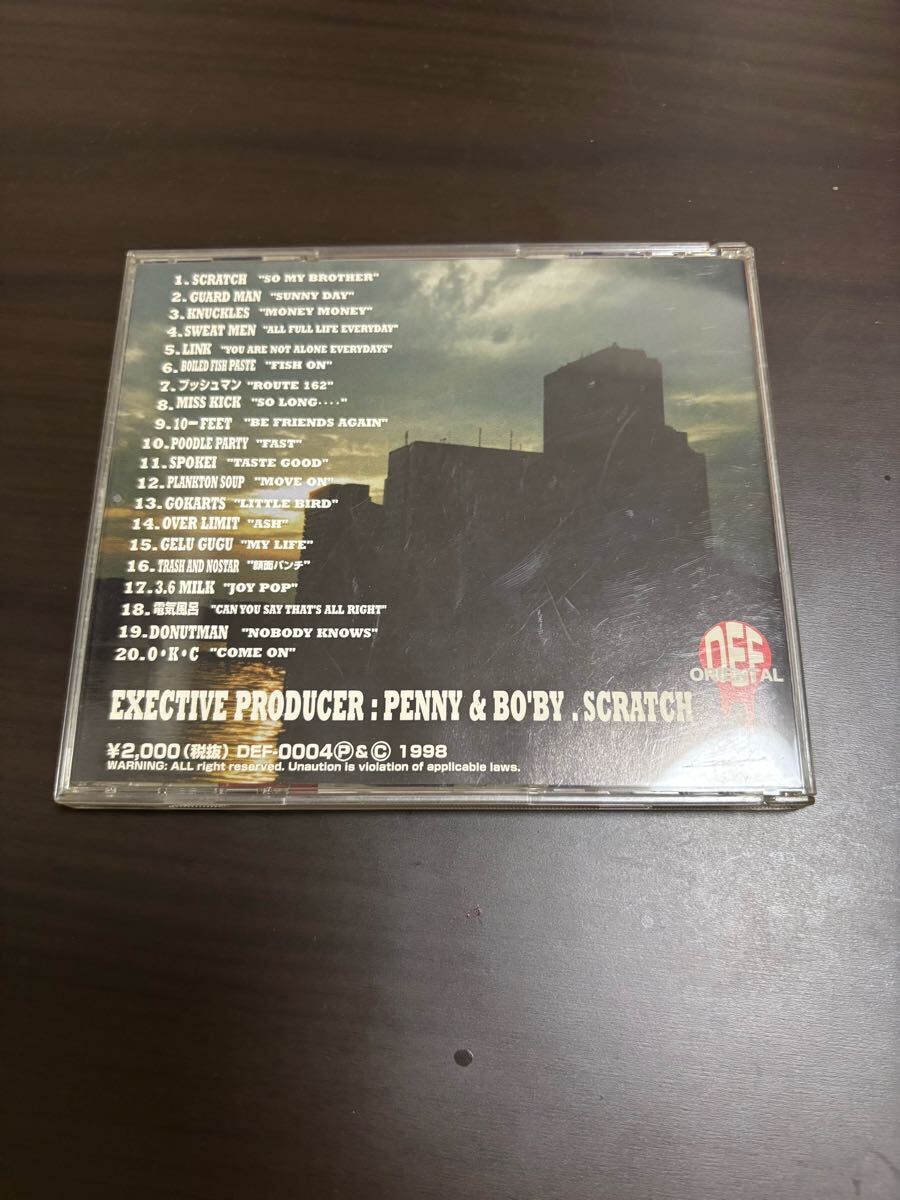 1. SCRATCH "SO MY BROTHER"
2. GUARD MAN "SUNNY DAY"
3. KNUCKLES "MONEY MONEY"
4. SWEAT MEN "ALL FULL LIFE EVERYDAY"
5. LINK "YOU ARE NOT ALONE EVERYDAYS"
6. BOILED FISH PASTE "FISH ON"
7. ブッシュマン "ROUTE 162"
8. MISS KICK "SO LONG····"
9. 10-FEET "BE FRIENDS AGAIN"
10. POODLE PARTY "FAST"
11. SPOKEI "TASTE GOOD"
12. PLANKTON SOUP "MOVE ON"
13. GOKARTS "LITTLE BIRD"
14. OVER LIMIT "ASH"
15. GELU GUGU "MY LIFE"
16. TRASH AND NOSTAR "顔面パンチ"
17. 3.6 MILK "JOY POP"
18. 電気風呂 "CAN YOU SAY THAT'S ALL RIGHT"
19. DONUTMAN "NOBODY KNOWS"
20. O·K·C "COME ON"
DEF
ORIENTAL
EXECTIVE PRODUCER : PENNY & BO'BY . SCRATCH
¥2,000 (税抜) DEF-0004 Ⓟ&© 1998
WARNING: ALL right reserved. Unaution is violation of applicable laws.